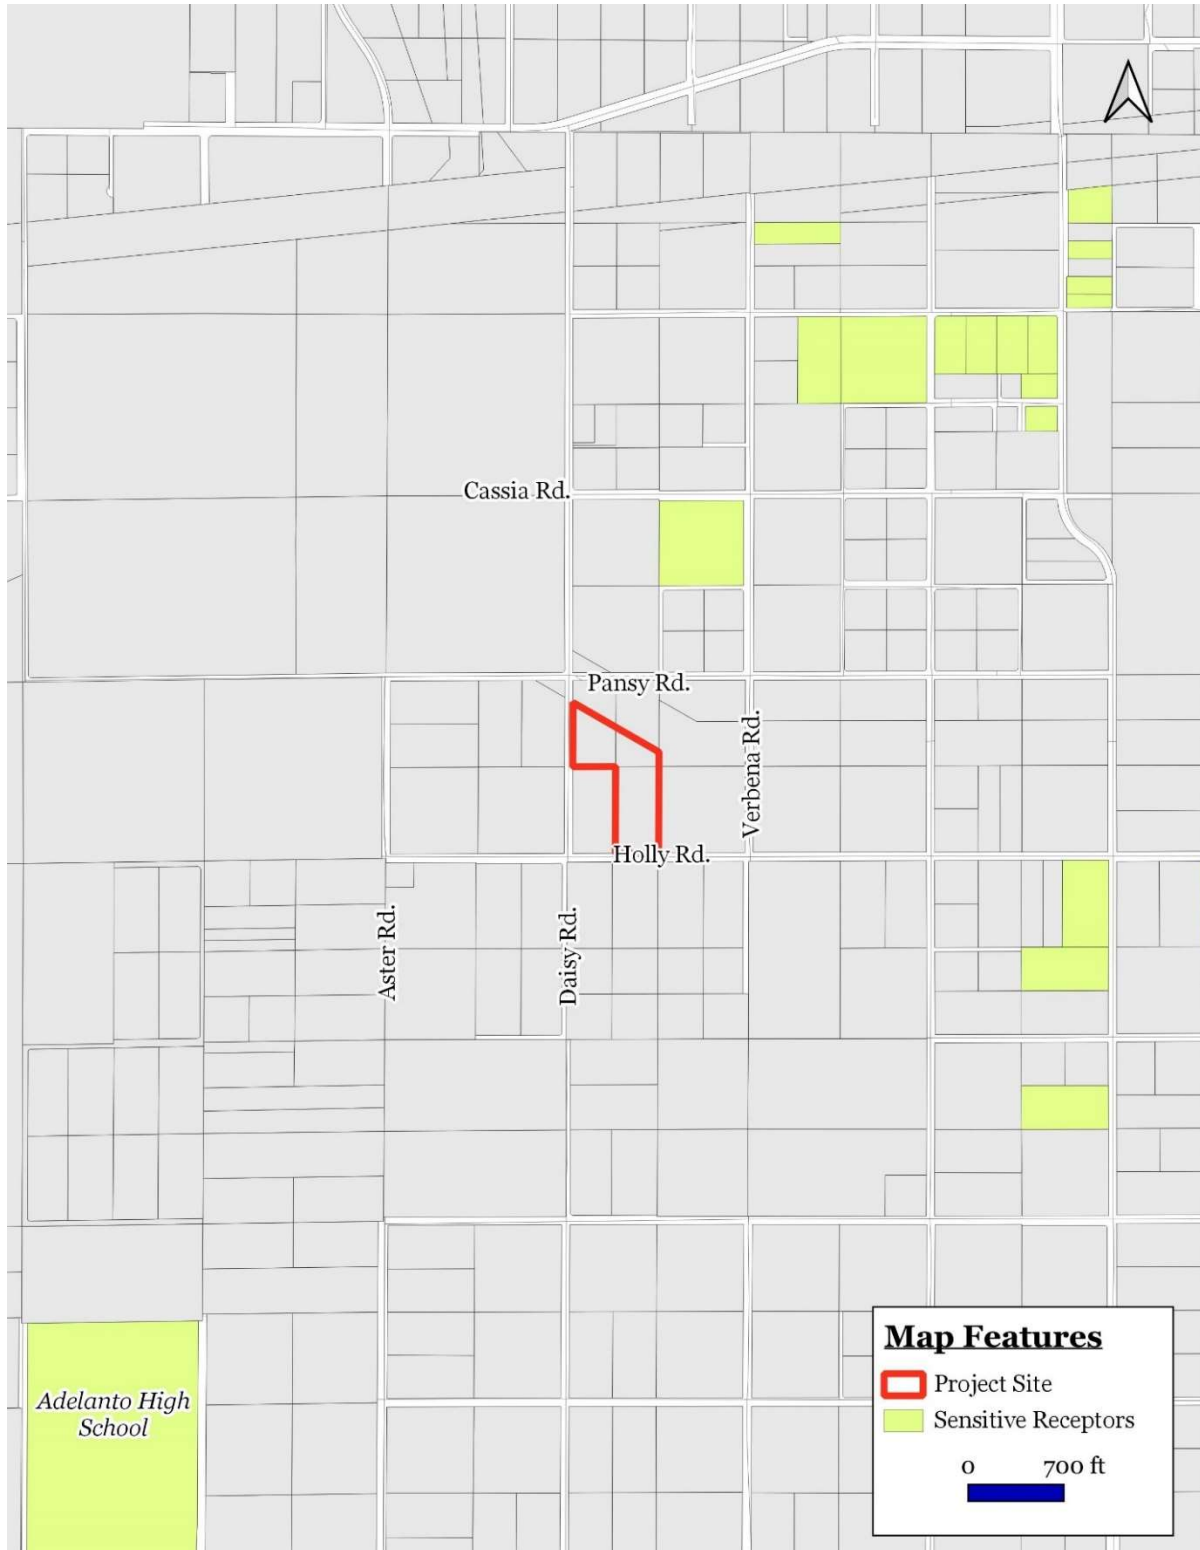 Cassia Rd.
Pansy Rd.
Verbena Rd.
Holly Rd.
Aster Rd.
Daisy Rd.
Adelanto High
School
Map Features
Project Site
Sensitive Receptors
0 700 ft